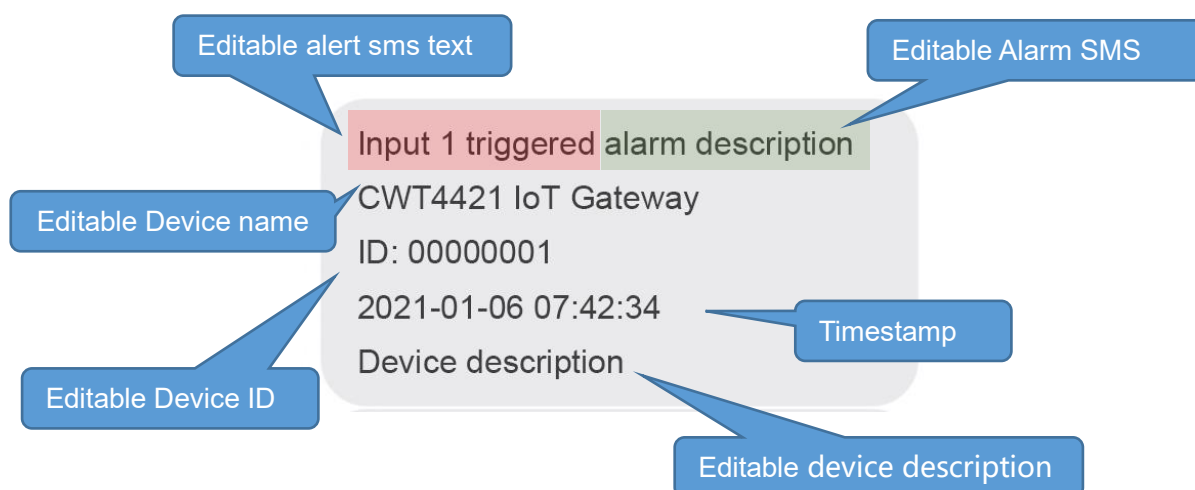 Editable alert sms text
Editable Alarm SMS
Input 1 triggered alarm description
CWT4421 IoT Gateway
Editable Device name
ID: 00000001
2021-01-06 07:42:34
Timestamp
Device description
Editable Device ID
Editable device description